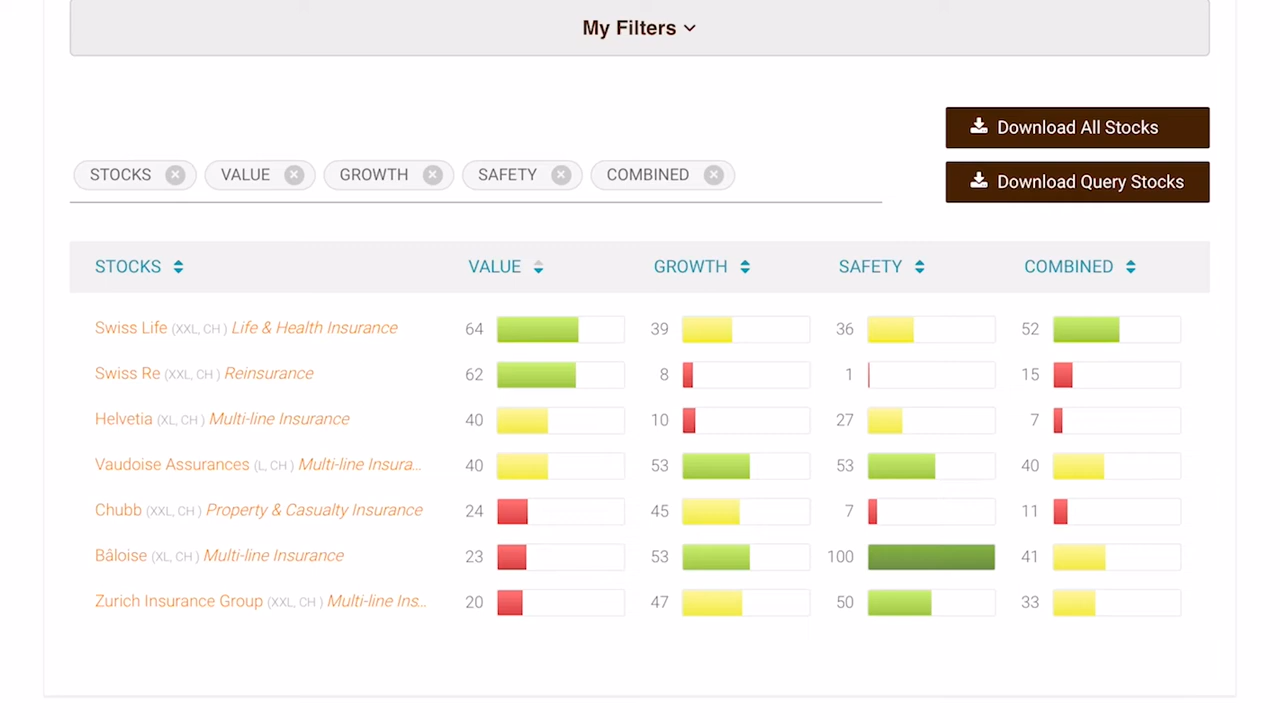 My Filters
Download All Stocks
STOCKS VALUE GROWTH SAFETY COMBINED
Download Query Stocks
STOCKS VALUE GROWTH SAFETY COMBINED
Swiss Life (XXL, CH ) Life & Health Insurance 64 39 36 52
Swiss Re (XXL, CH ) Reinsurance 62 8 1 15
Helvetia (XL, CH ) Multi-line Insurance 40 10 27 7
Vaudoise Assurances (L, CH ) Multi-line Insura... 40 53 53 40
Chubb (XXL, CH ) Property & Casualty Insurance 24 45 7 11
Bâloise (XL, CH ) Multi-line Insurance 23 53 100 41
Zurich Insurance Group (XXL, CH ) Multi-line Ins... 20 47 50 33